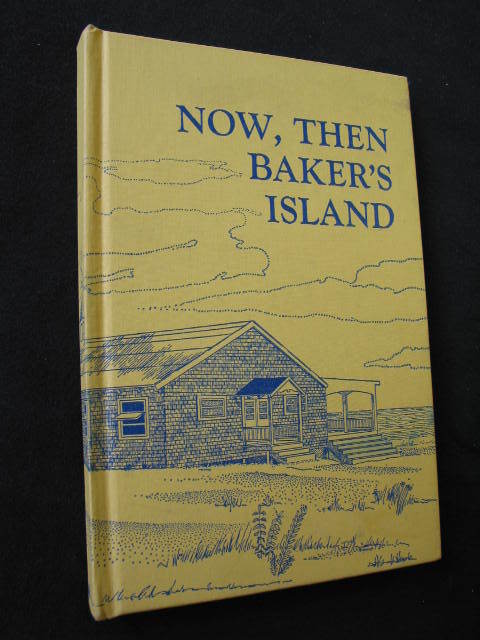 NOW, THEN
BAKER'S
ISLAND